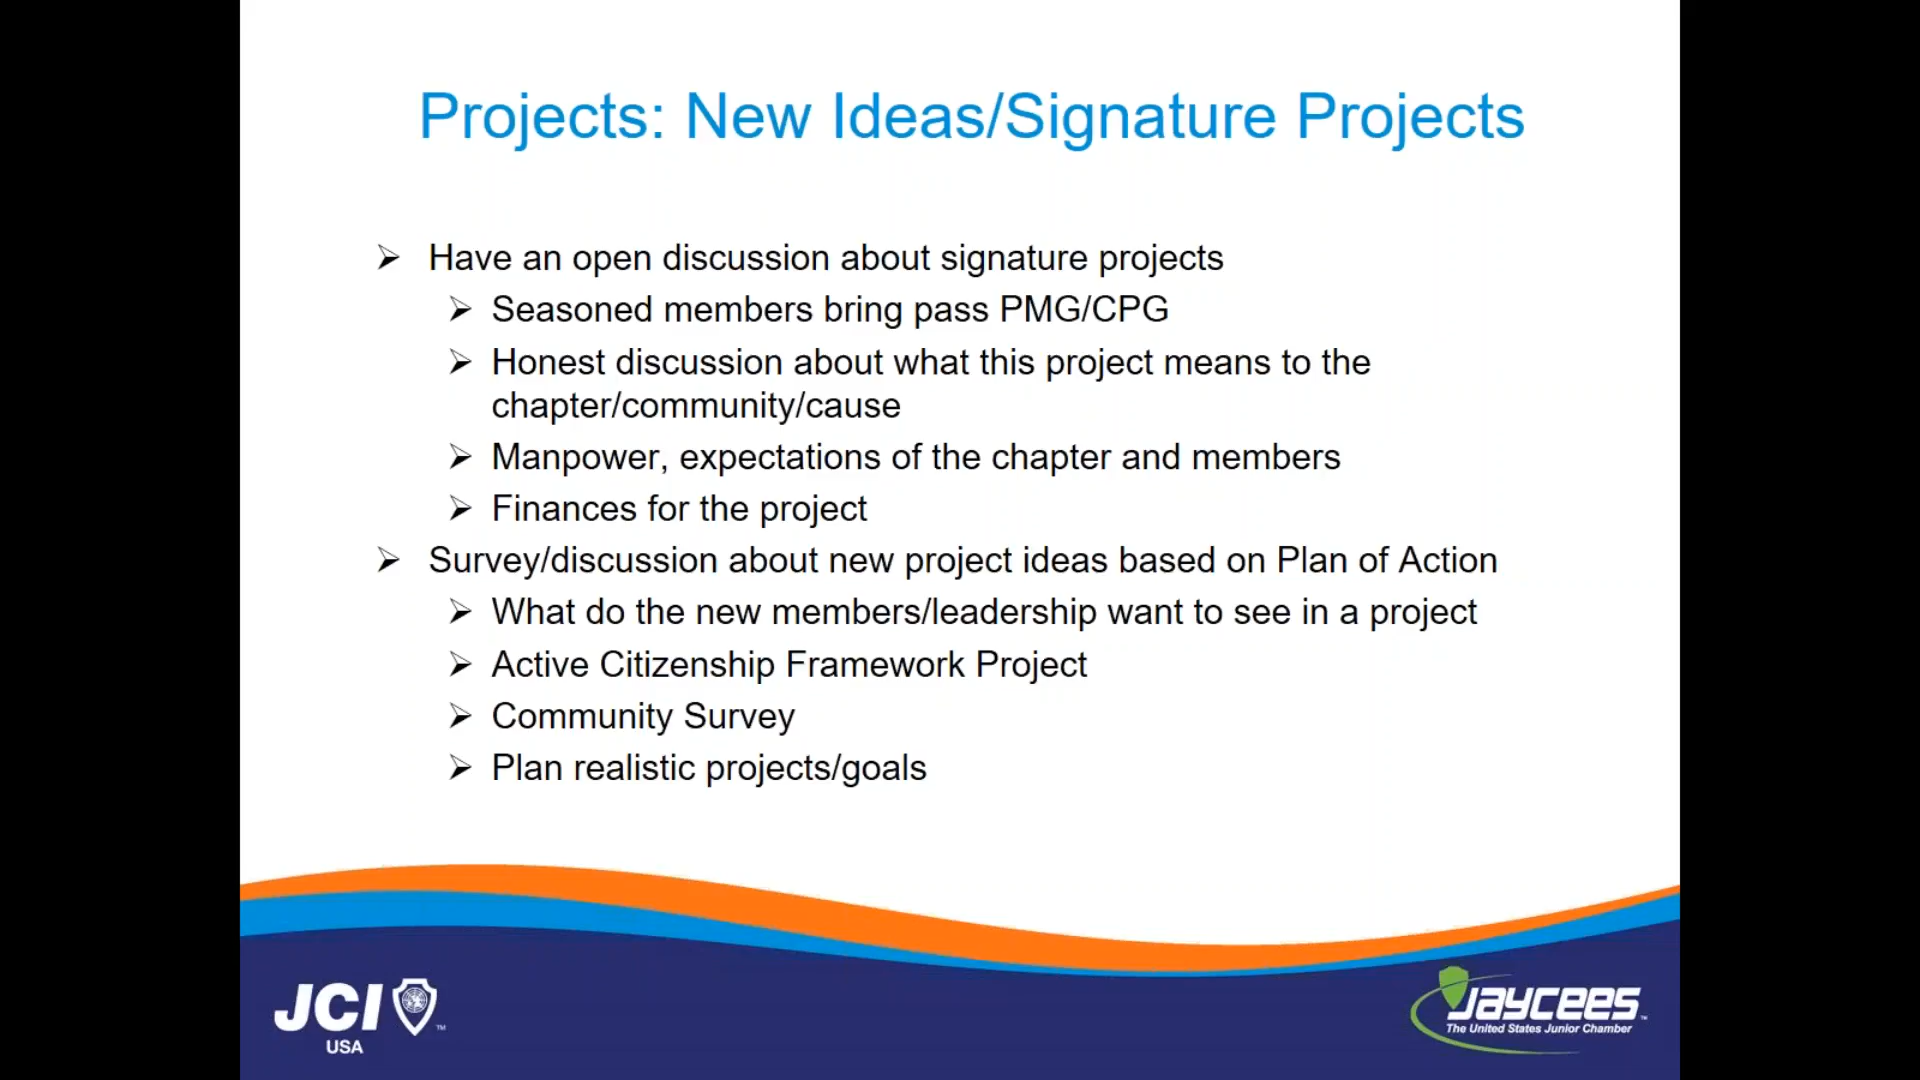 Projects: New Ideas/Signature Projects
Have an open discussion about signature projects
Seasoned members bring pass PMG/CPG
Honest discussion about what this project means to the
chapter/community/cause
Manpower, expectations of the chapter and members
Finances for the project
Survey/discussion about new project ideas based on Plan of Action
What do the new members/leadership want to see in a project
Active Citizenship Framework Project
Community Survey
Plan realistic projects/goals
JCI ™
USA
Jaycees ™
The United States Junior Chamber